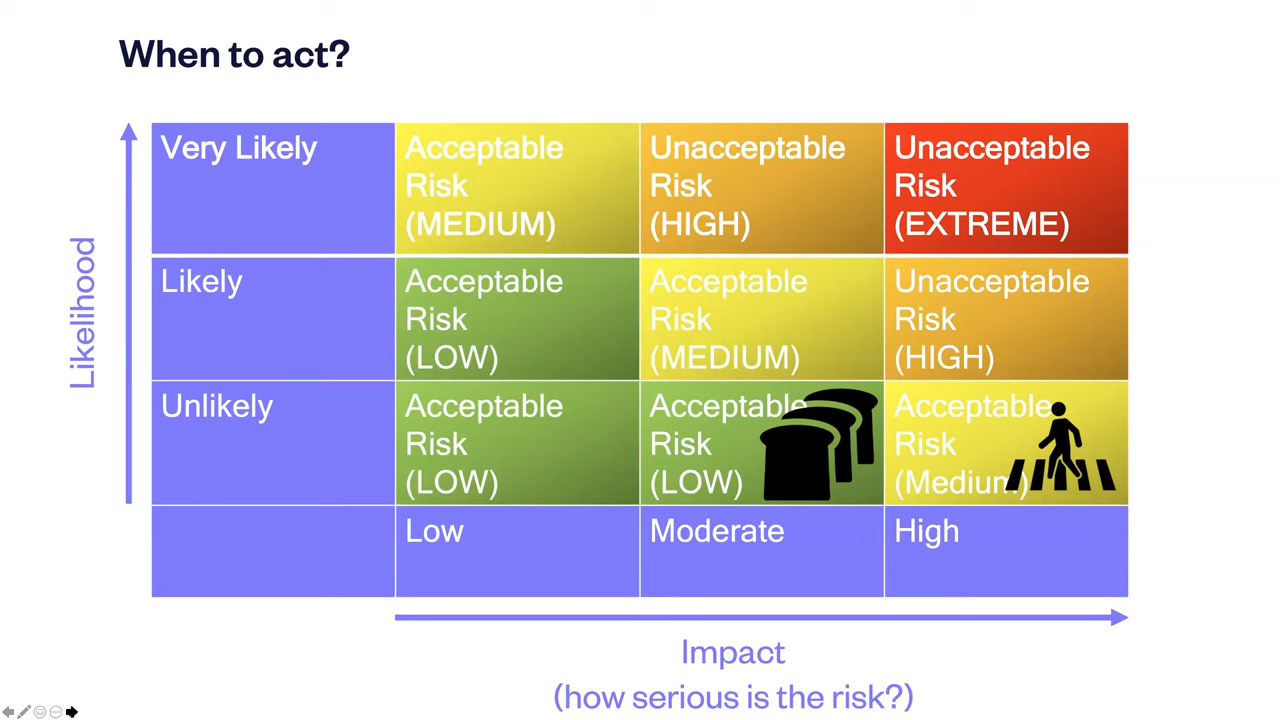 When to act?
Likelihood
Very Likely
Acceptable
Risk
(MEDIUM)
Unacceptable
Risk
(HIGH)
Unacceptable
Risk
(EXTREME)
Likely
Acceptable
Risk
(LOW)
Acceptable
Risk
(MEDIUM)
Unacceptable
Risk
(HIGH)
Unlikely
Acceptable
Risk
(LOW)
Acceptable
Risk
(LOW)
Acceptable
Risk
(Medium)
Low
Moderate
High
Impact
(how serious is the risk?)